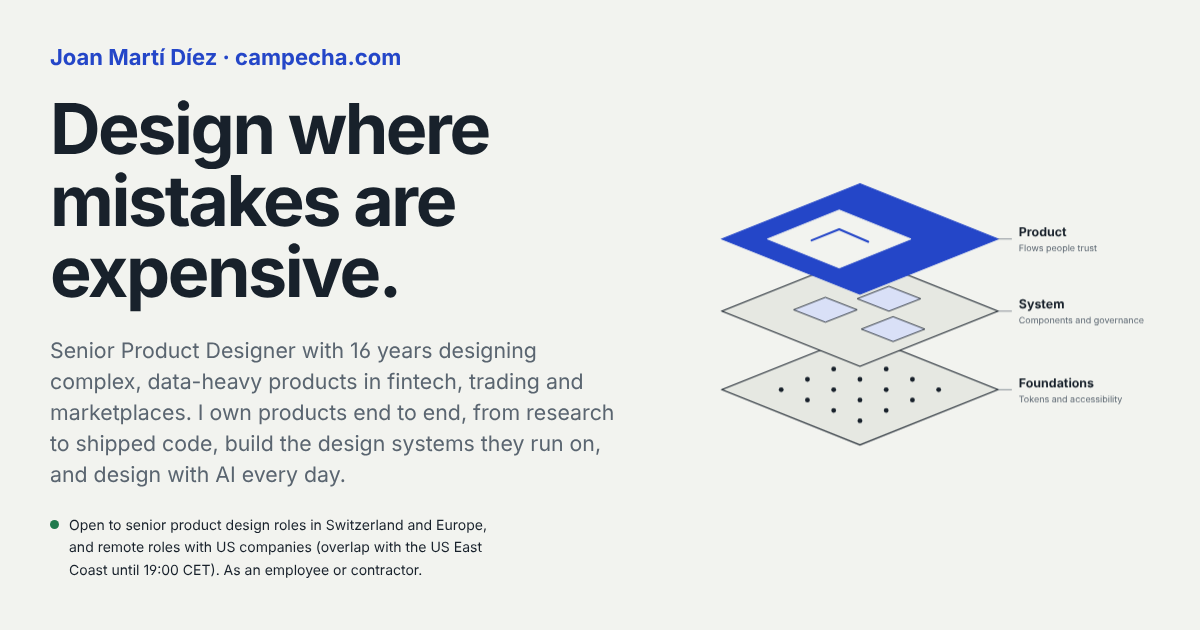 Joan Martí Díez · campecha.com
Design where
mistakes are
expensive.
Senior Product Designer with 16 years designing
complex, data-heavy products in fintech, trading and
marketplaces. I own products end to end, from research
to shipped code, build the design systems they run on,
and design with AI every day.
Open to senior product design roles in Switzerland and Europe,
and remote roles with US companies (overlap with the US East
Coast until 19:00 CET). As an employee or contractor.
Product
Flows people trust
System
Components and governance
Foundations
Tokens and accessibility